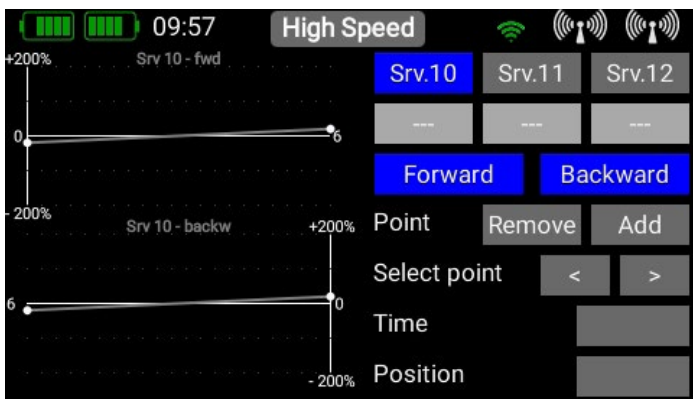 09:57 High Speed
+200% Srv 10 - fwd
0 6
- 200%
Srv 10 - backw +200%
6 0
- 200%
Srv.10 Srv.11 Srv.12
--- --- ---
Forward Backward
Point Remove Add
Select point < >
Time
Position